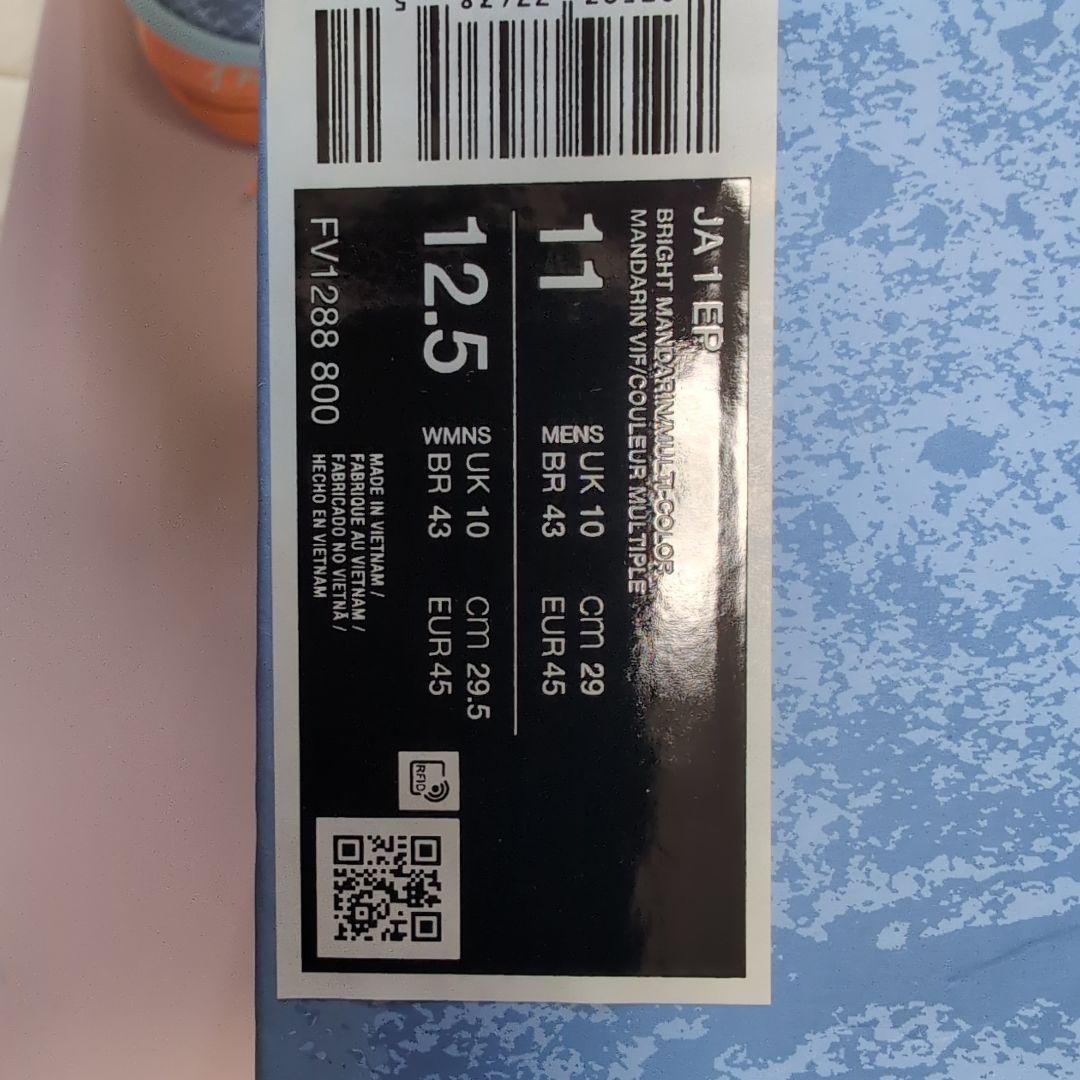 JA 1 EP
BRIGHT MANDARIN/MULTI-COLOR
MANDARIN VIF/COULEUR MULTIPLE
11 MENS UK 10 CM 29
BR 43 EUR 45
12.5 WMNS UK 10 CM 29.5
BR 43 EUR 45
FV1288 800
MADE IN VIETNAM /
FABRIQUE AU VIETNAM /
FABRICADO NO VIETNÃ /
HECHO EN VIETNAM
RFID